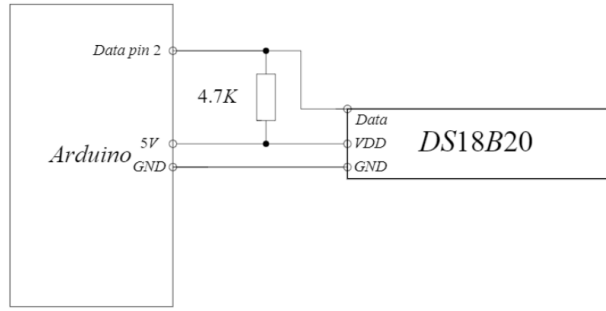 Data pin 2
4.7K
Data
5V
VDD
DS18B20
Arduino
GND
GND